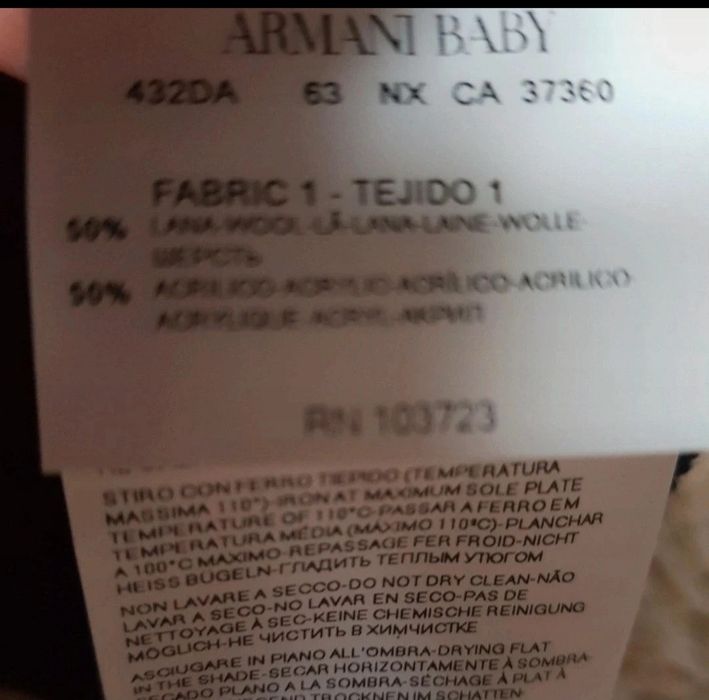 ARMANI BABY
432DA 63 NX CA 37360
FABRIC 1 - TEJIDO 1
50% LANA-WOOL-LÃ-LANA-LAINE-WOLLE-
ШЕРСТЬ
50% ACRILICO-ACRYLIC-ACRÍLICO-ACRILICO-
ACRYLIQUE-ACRYL-АКРИЛ
RN 103723
STIRO CON FERRO TIEPIDO (TEMPERATURA
MASSIMA 110°)-IRON AT MAXIMUM SOLE PLATE
TEMPERATURE OF 110°C-PASSAR A FERRO EM
TEMPERATURA MÉDIA (MÁXIMO 110ºC)-PLANCHAR
A 100°C MAXIMO-REPASSAGE FER FROID-NICHT
HEISS BÜGELN-ГЛАДИТЬ ТЕПЛЫМ УТЮГОМ
NON LAVARE A SECCO-DO NOT DRY CLEAN-NÃO
LAVAR A SECO-NO LAVAR EN SECO-PAS DE
NETTOYAGE À SEC-KEINE CHEMISCHE REINIGUNG
MÖGLICH-НЕ ЧИСТИТЬ В ХИМЧИСТКЕ
ASCIUGARE IN PIANO ALL'OMBRA-DRYING FLAT
IN THE SHADE-SECAR HORIZONTAMENTE À SOMBRA-
SECADO PLANO A LA SOMBRA-SÉCHAGE À PLAT À
TROCKNEN IM SCHATTEN-